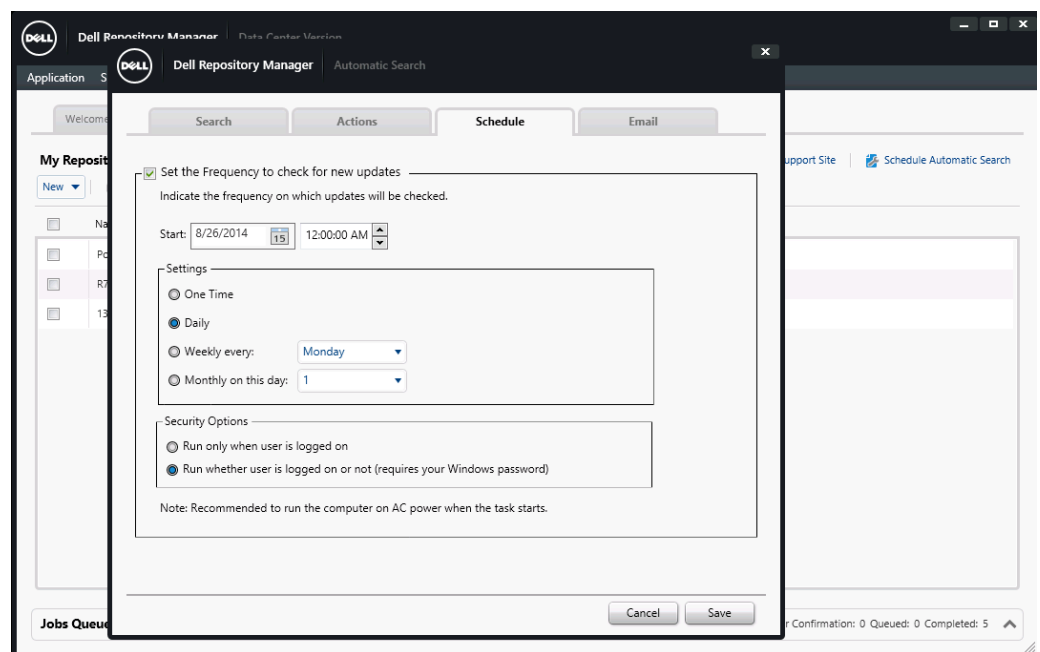 DELL
Dell Repository Manager Data Center Version
Application S
DELL
Dell Repository Manager Automatic Search
Welcome
Search
Actions
Schedule
Email
My Reposit
upport Site
Schedule Automatic Search
New
Na
Po
R7
13
Set the Frequency to check for new updates
Indicate the frequency on which updates will be checked.
Start: 8/26/2014 15 12:00:00 AM
Settings
One Time
Daily
Weekly every: Monday
Monthly on this day: 1
Security Options
Run only when user is logged on
Run whether user is logged on or not (requires your Windows password)
Note: Recommended to run the computer on AC power when the task starts.
Cancel
Save
Jobs Queue
r Confirmation: 0 Queued: 0 Completed: 5